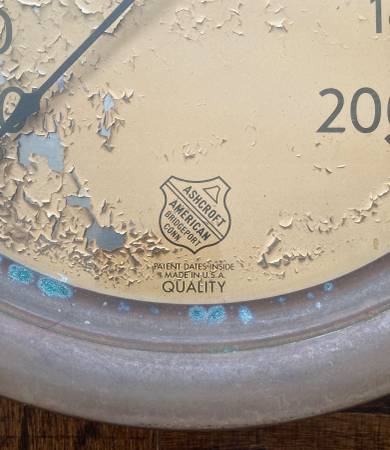 200
ASHCROFT
AMERICAN
BRIDGEPORT
CONN
PATENT DATES INSIDE
MADE IN U.S.A.
QUALITY